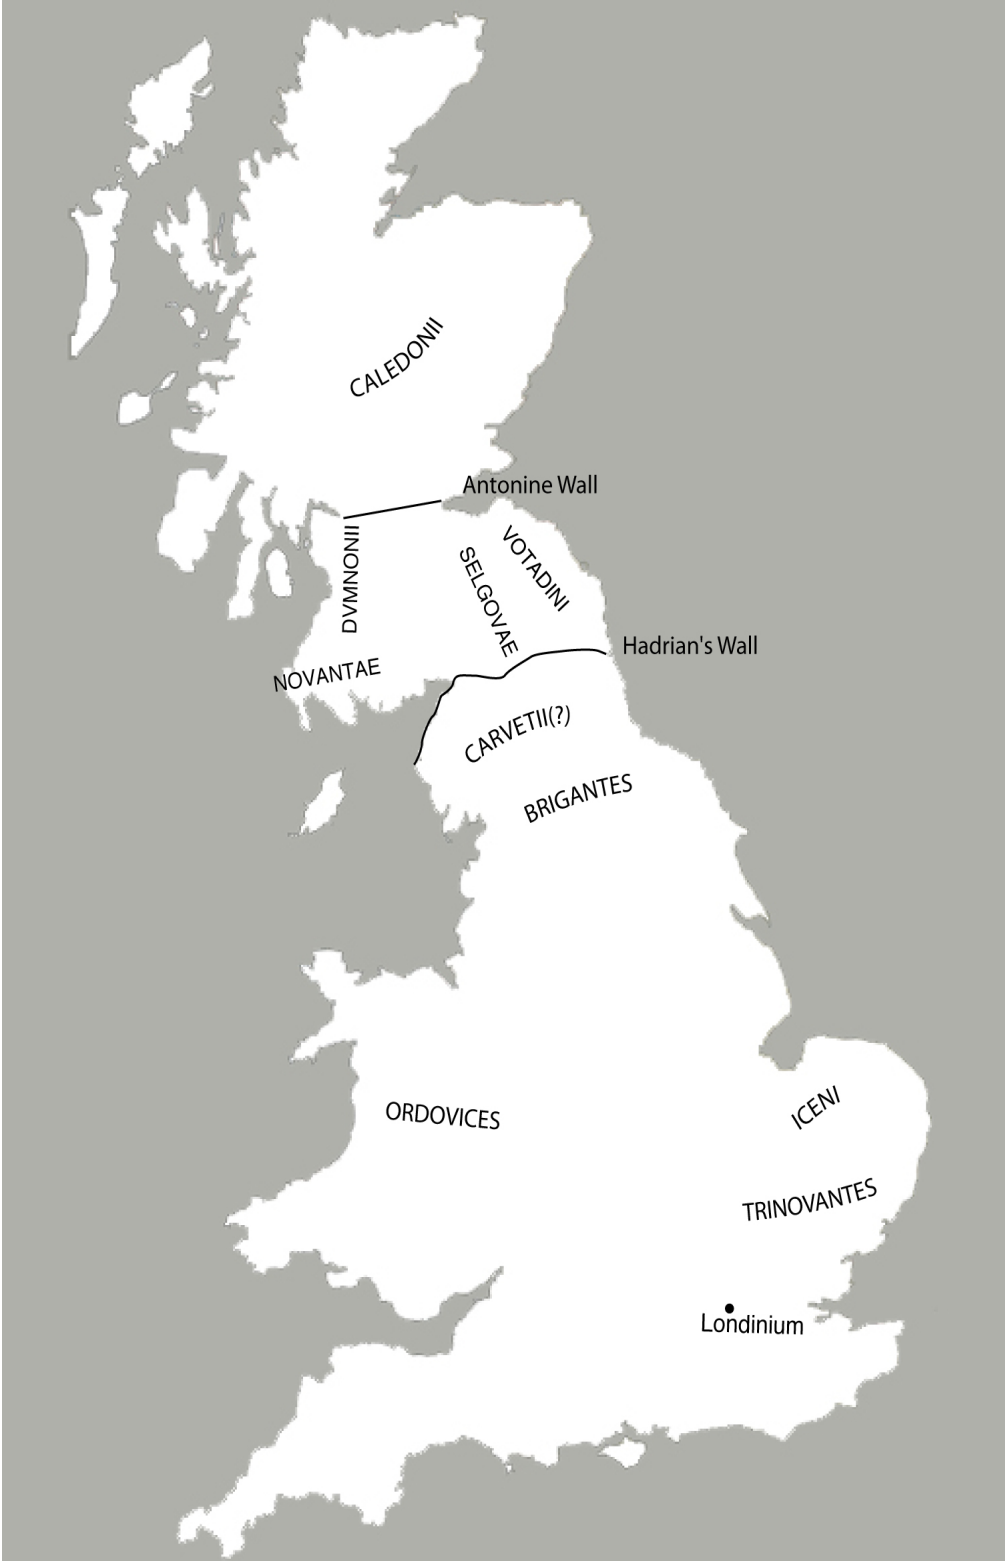 CALEDONII
Antonine Wall
DVMNONII
SELGOVAE
VOTADINI
Hadrian's Wall
NOVANTAE
CARVETII(?)
BRIGANTES
ORDOVICES
ICENI
TRINOVANTES
Londinium